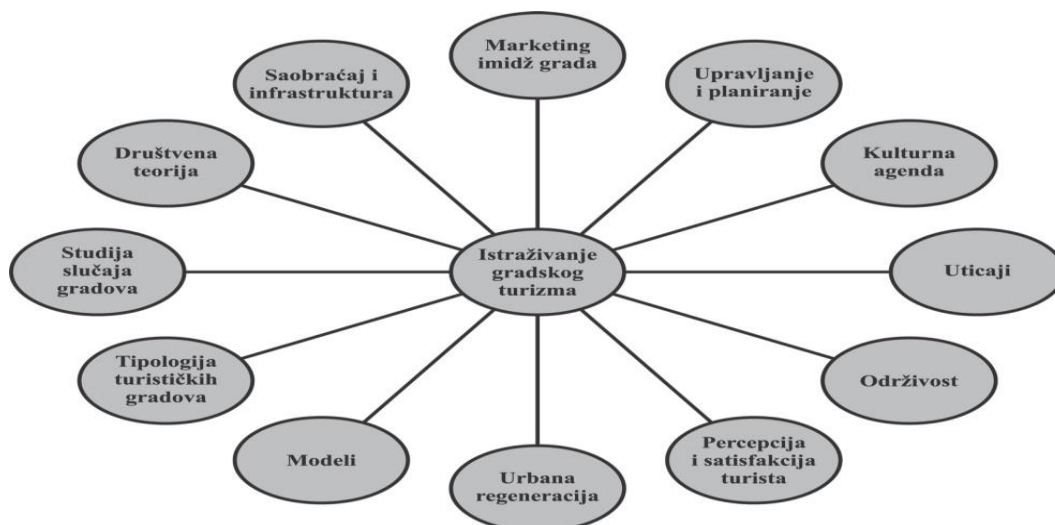 Marketing
imidž grada
Saobraćaj i
infrastruktura
Upravljanje
i planiranje
Društvena
teorija
Kulturna
agenda
Studija
slučaja
gradova
Istraživanje
gradskog
turizma
Uticaji
Tipologija
turističkih
gradova
Održivost
Modeli
Urbana
regeneracija
Percepcija
i satisfakcija
turista